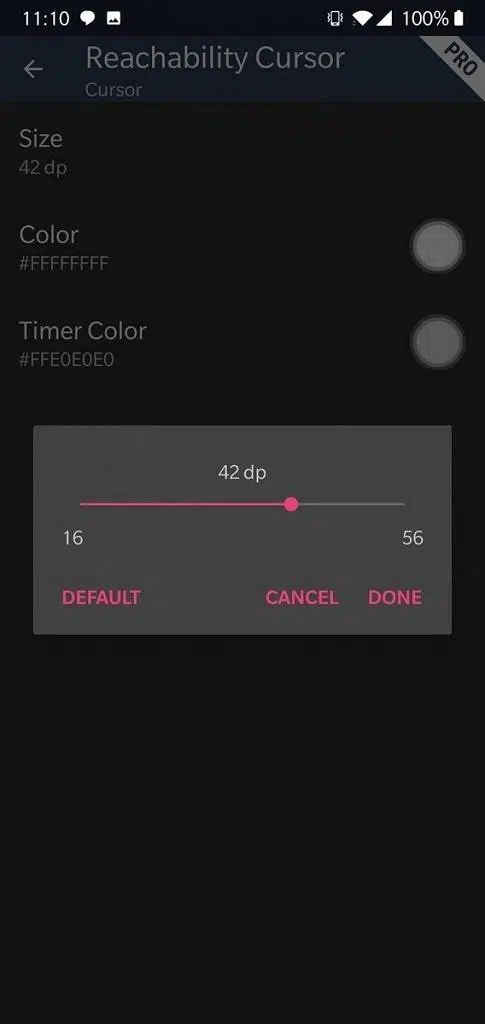 11:10 100%
Reachability Cursor
Cursor
PRO
Size
42 dp
Color
#FFFFFFFF
Timer Color
#FFE0E0E0
42 dp
16 56
DEFAULT CANCEL DONE